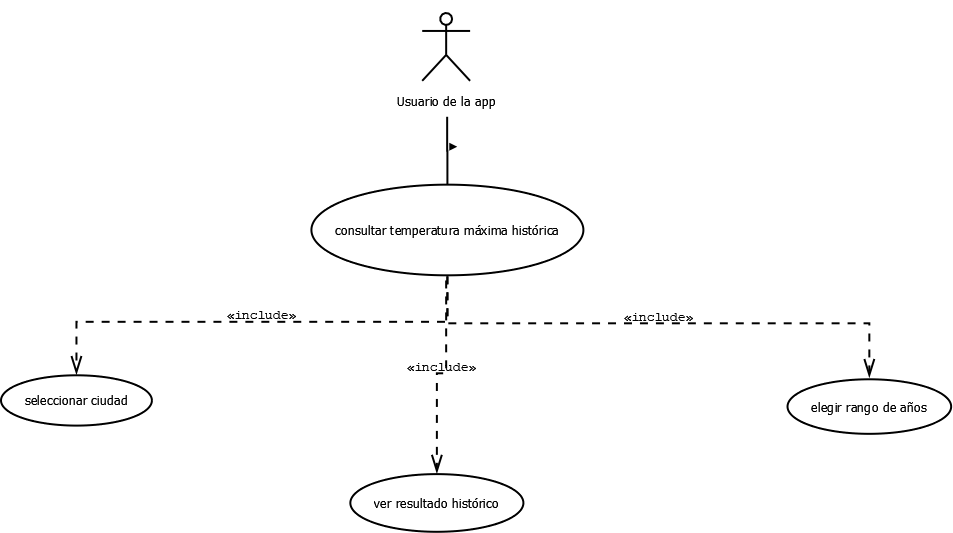 Usuario de la app
consultar temperatura máxima histórica
«include»
«include»
«include»
seleccionar ciudad
elegir rango de años
ver resultado histórico